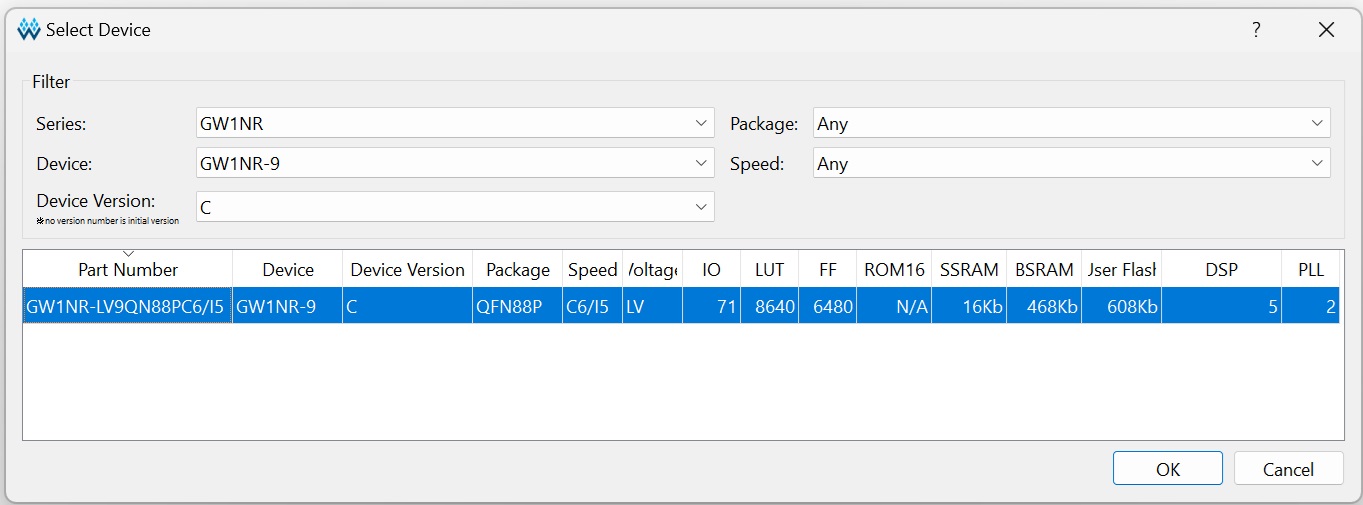 Select Device
?
Filter
Series: GW1NR Package: Any
Device: GW1NR-9 Speed: Any
Device Version: C
※no version number is initial version
Part Number Device Device Version Package Speed Voltage IO LUT FF ROM16 SSRAM BSRAM User Flash DSP PLL
GW1NR-LV9QN88PC6/I5 GW1NR-9 C QFN88P C6/I5 LV 71 8640 6480 N/A 16Kb 468Kb 608Kb 5 2
OK Cancel